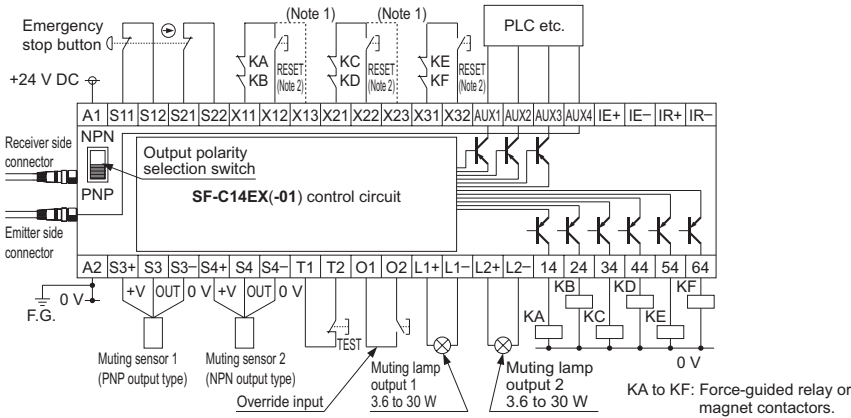 (Note 1) (Note 1)
Emergency
stop button
PLC etc.
KA
KB
RESET
(Note 2)
KC
KD
RESET
(Note 2)
KE
KF
RESET
(Note 2)
+24 V DC
A1 S11 S12 S21 S22 X11 X12 X13 X21 X22 X23 X31 X32 AUX1 AUX2 AUX3 AUX4 IE+ IE− IR+ IR−
NPN
PNP
Output polarity
selection switch
Receiver side
connector
SF-C14EX(-01) control circuit
Emitter side
connector
A2 S3+ S3 S3− S4+ S4 S4− T1 T2 O1 O2 L1+ L1− L2+ L2− 14 24 34 44 54 64
0 V
F.G.
+V OUT 0 V +V OUT 0 V
TEST
KA KB KC KD KE KF
0 V
Muting sensor 1
(PNP output type)
Muting sensor 2
(NPN output type)
Override input
Muting lamp
output 1
3.6 to 30 W
Muting lamp
output 2
3.6 to 30 W
KA to KF: Force-guided relay or
magnet contactors.